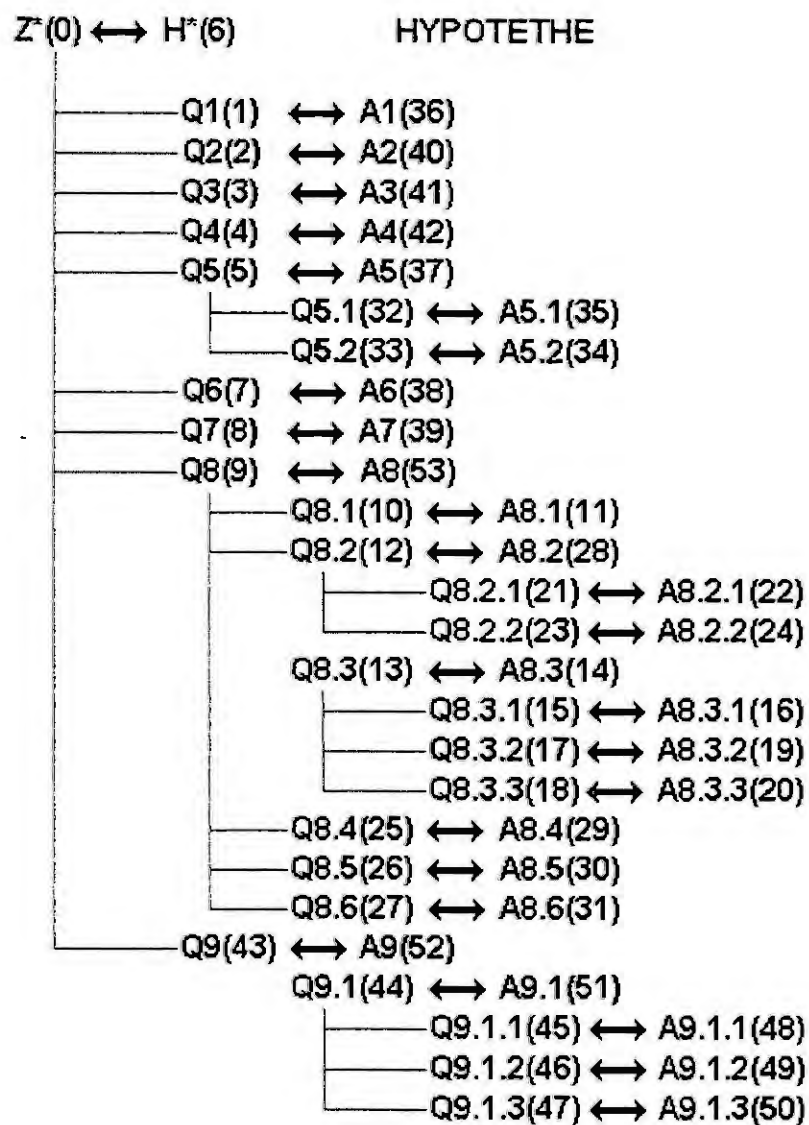 Z*(0) ⟷ H*(6) HYPOTETHE
Q1(1) ⟷ A1(36)
Q2(2) ⟷ A2(40)
Q3(3) ⟷ A3(41)
Q4(4) ⟷ A4(42)
Q5(5) ⟷ A5(37)
Q5.1(32) ⟷ A5.1(35)
Q5.2(33) ⟷ A5.2(34)
Q6(7) ⟷ A6(38)
Q7(8) ⟷ A7(39)
Q8(9) ⟷ A8(53)
Q8.1(10) ⟷ A8.1(11)
Q8.2(12) ⟷ A8.2(28)
Q8.2.1(21) ⟷ A8.2.1(22)
Q8.2.2(23) ⟷ A8.2.2(24)
Q8.3(13) ⟷ A8.3(14)
Q8.3.1(15) ⟷ A8.3.1(16)
Q8.3.2(17) ⟷ A8.3.2(19)
Q8.3.3(18) ⟷ A8.3.3(20)
Q8.4(25) ⟷ A8.4(29)
Q8.5(26) ⟷ A8.5(30)
Q8.6(27) ⟷ A8.6(31)
Q9(43) ⟷ A9(52)
Q9.1(44) ⟷ A9.1(51)
Q9.1.1(45) ⟷ A9.1.1(48)
Q9.1.2(46) ⟷ A9.1.2(49)
Q9.1.3(47) ⟷ A9.1.3(50)